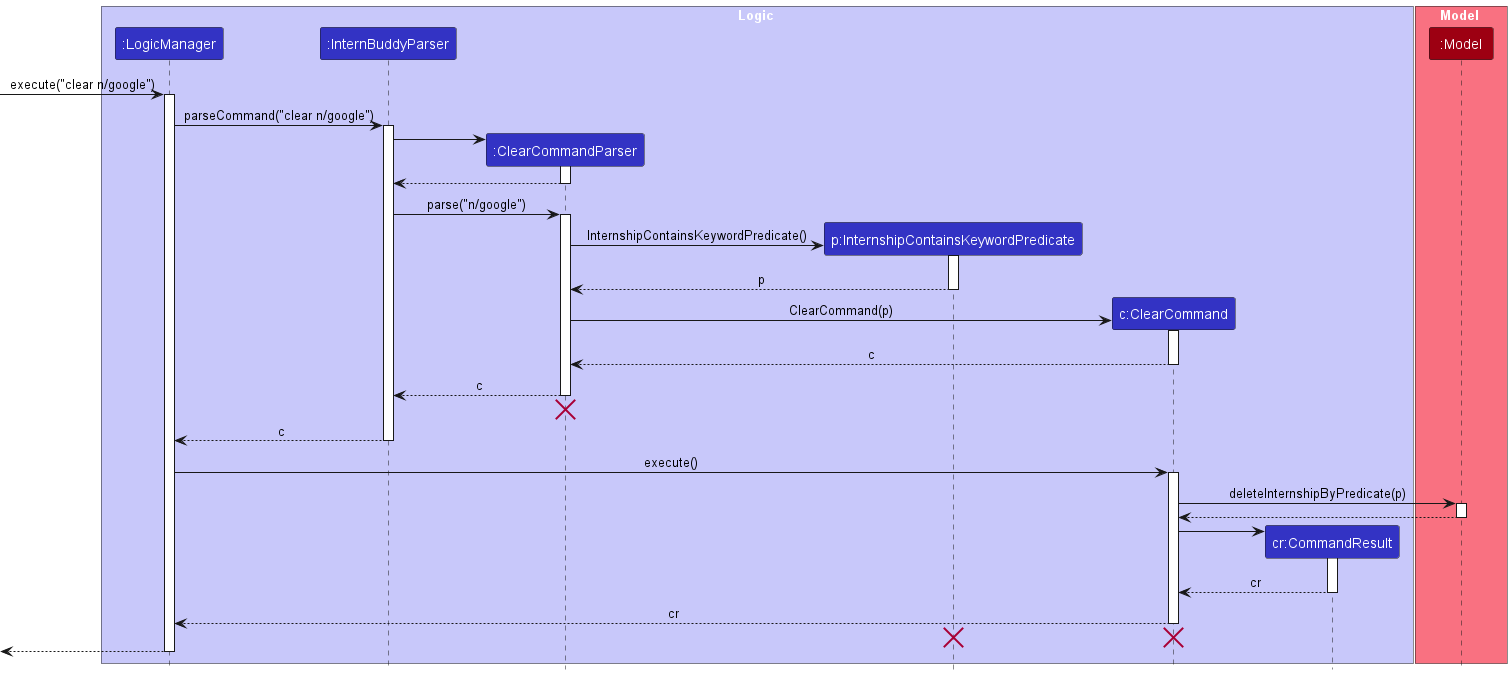 Logic
Model
:LogicManager
:InternBuddyParser
:Model
execute("clear n/google")
parseCommand("clear n/google")
:ClearCommandParser
parse("n/google")
InternshipContainsKeywordPredicate()
p:InternshipContainsKeywordPredicate
p
ClearCommand(p)
c:ClearCommand
c
c
c
execute()
deleteInternshipByPredicate(p)
cr:CommandResult
cr
cr